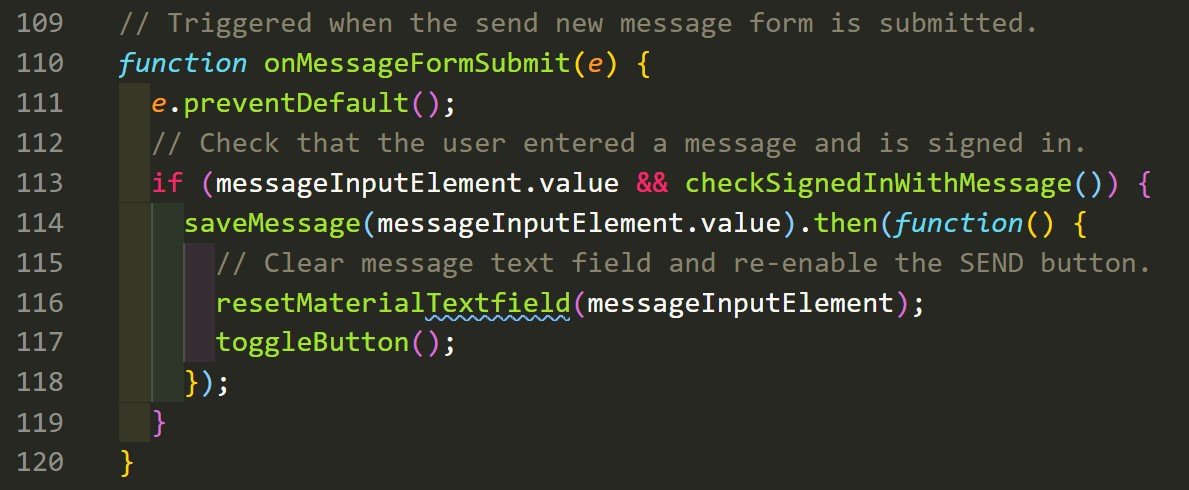 109 // Triggered when the send new message form is submitted.
110 function onMessageFormSubmit(e) {
111   e.preventDefault();
112   // Check that the user entered a message and is signed in.
113   if (messageInputElement.value && checkSignedInWithMessage()) {
114     saveMessage(messageInputElement.value).then(function() {
115       // Clear message text field and re-enable the SEND button.
116       resetMaterialTextfield(messageInputElement);
117       toggleButton();
118     });
119   }
120 }